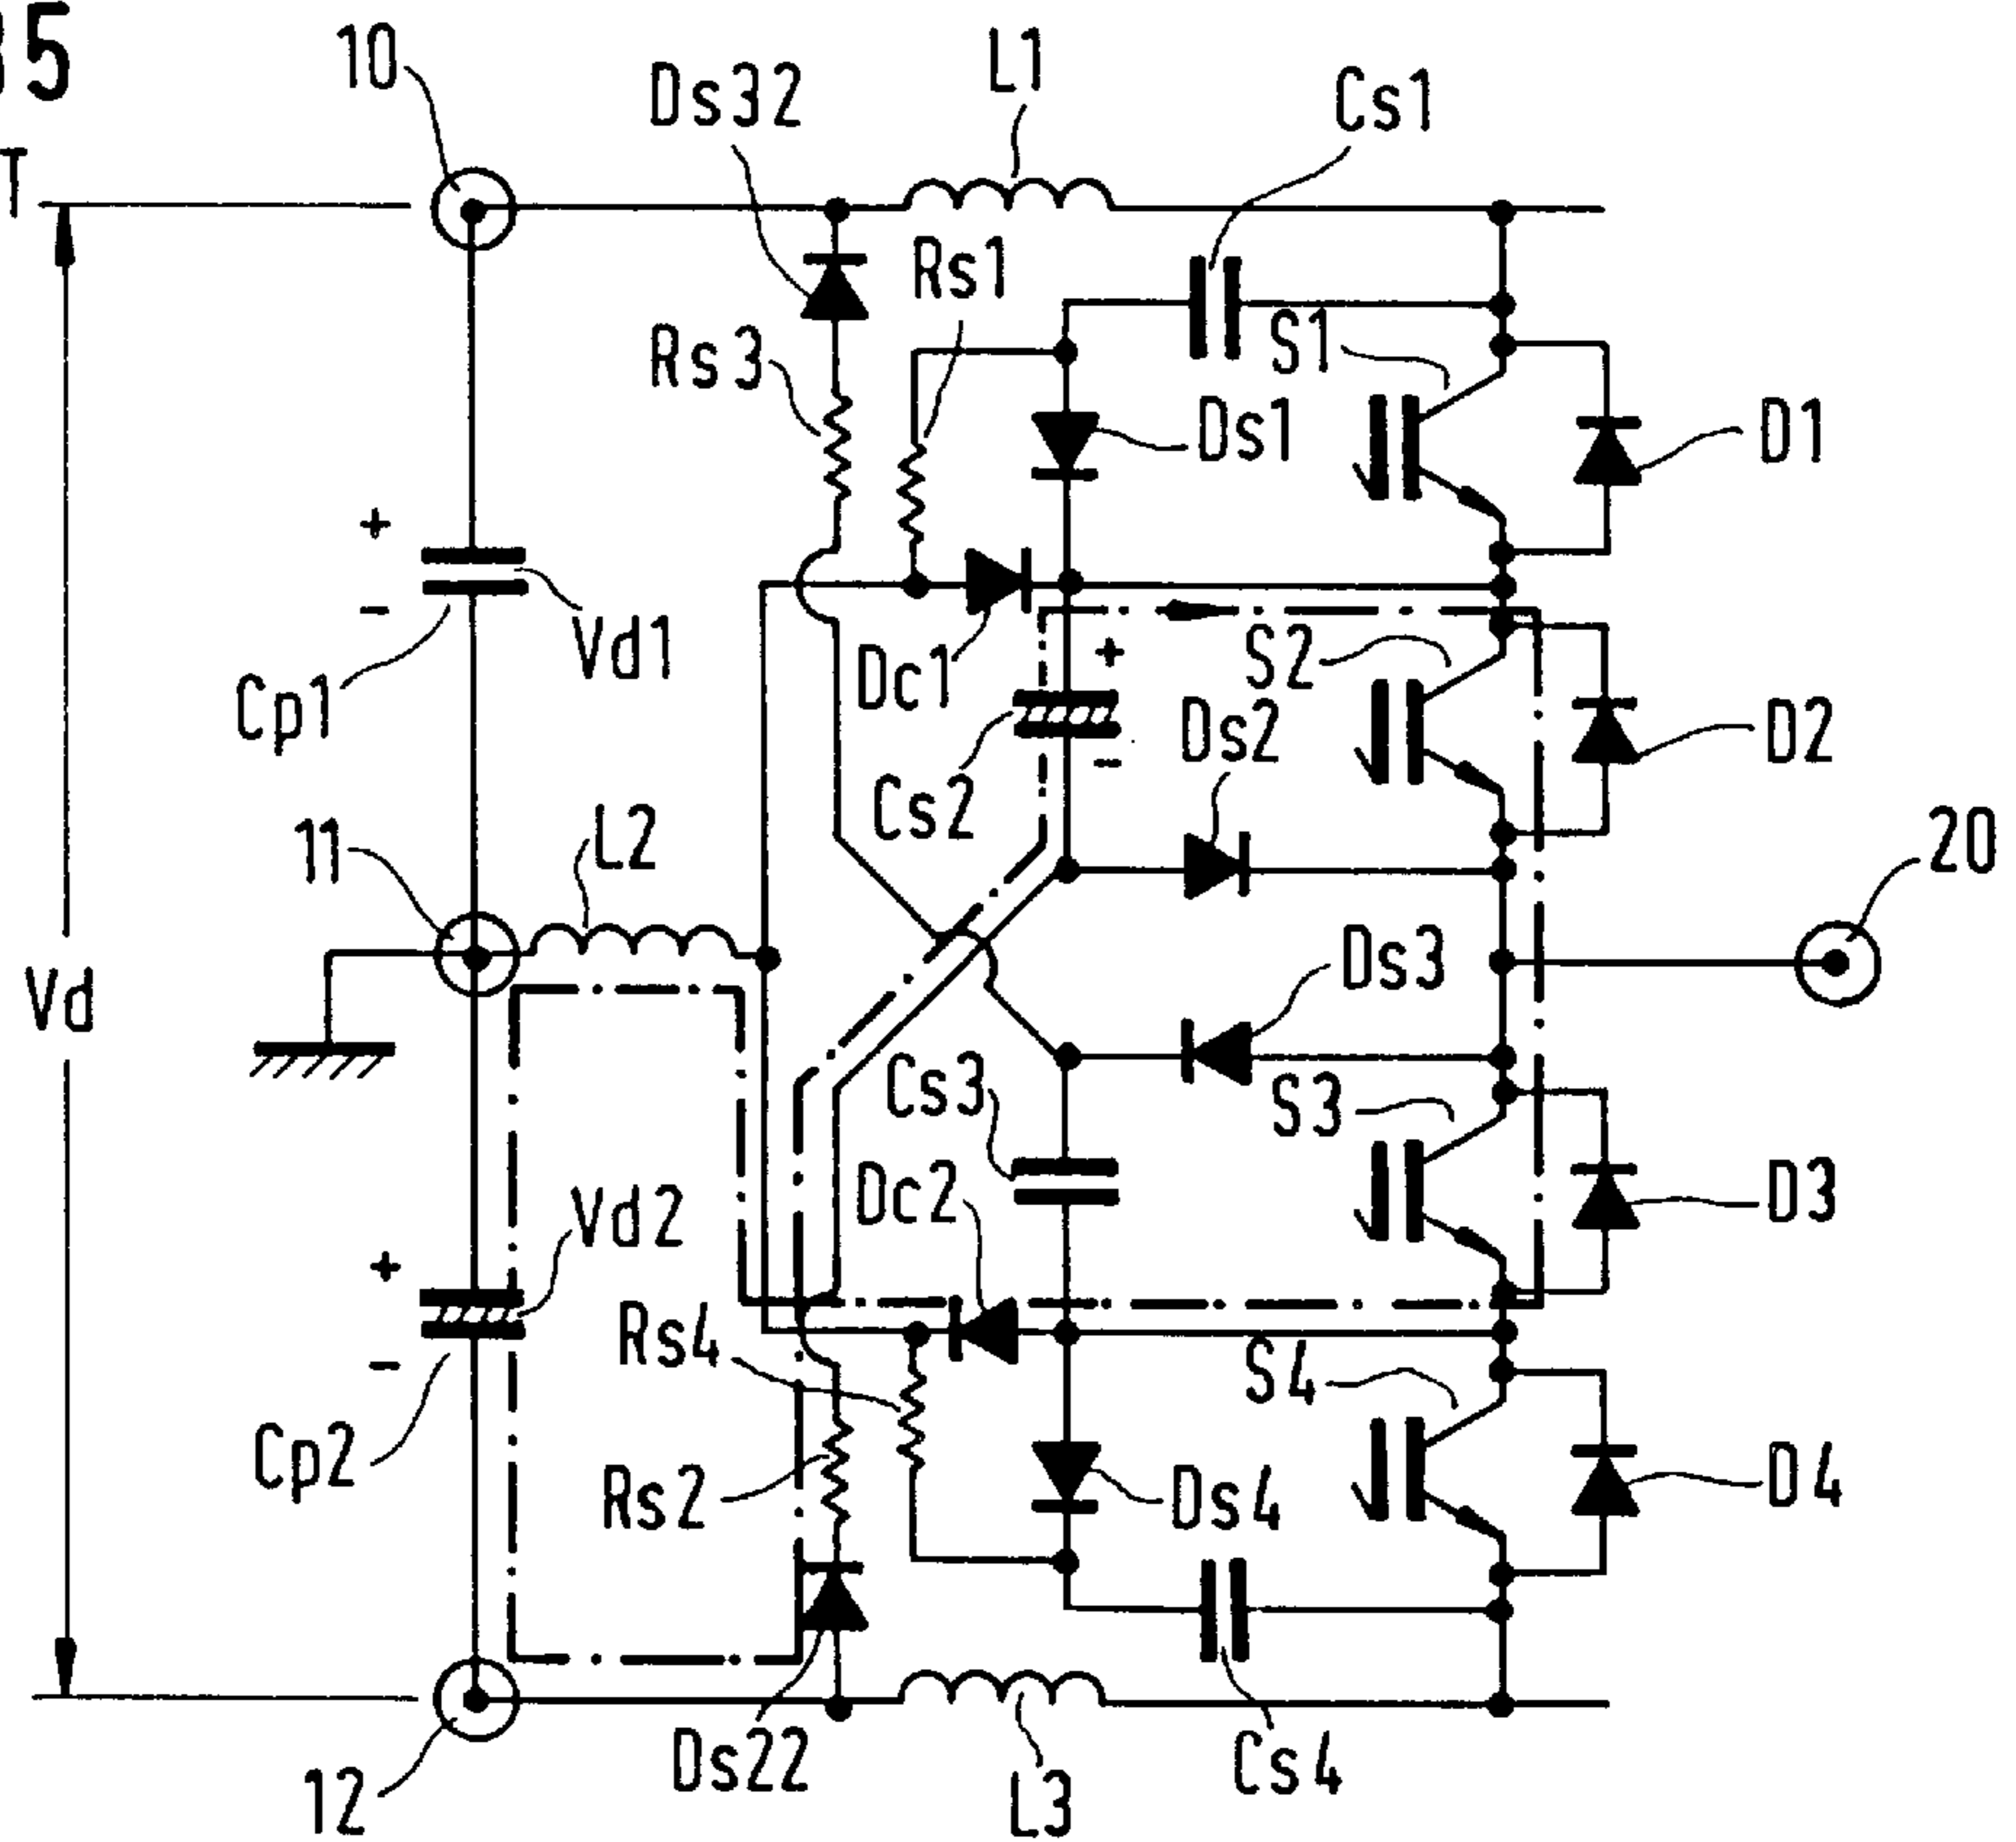 35
10
L1
Ds32
Cs1
T
Rs1
Rs3
S1
Ds1
D1
+
-
Vd1
Dc1
+
S2
Cp1
Ds2
D2
Cs2
-
11
L2
20
Ds3
Vd
Cs3
S3
Dc2
D3
Vd2
+
Rs4
S4
-
Cp2
Rs2
Ds4
D4
Ds22
Cs4
12
L3